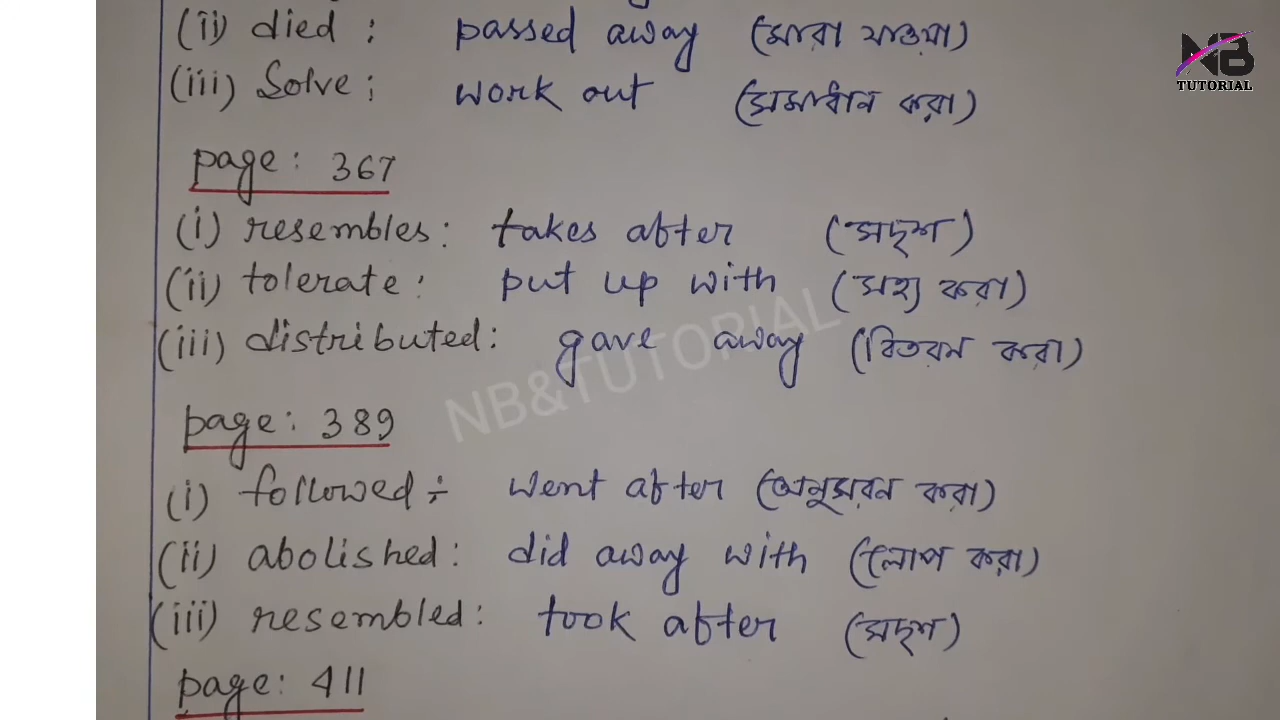 (ii) died : passed away (মারা যাওয়া)
NB
TUTORIAL
(iii) Solve : work out (সমাধান করা)
page: 367
(i) resembles: takes after (সদৃশ)
(ii) tolerate: put up with (সহ্য করা)
(iii) distributed: gave away (বিতরন করা)
NB&TUTORIAL
page: 389
(i) followed ÷ went after (অনুসরন করা)
(ii) abolished: did away with (লোপ করা)
(iii) resembled: took after (সদৃশ)
page: 411